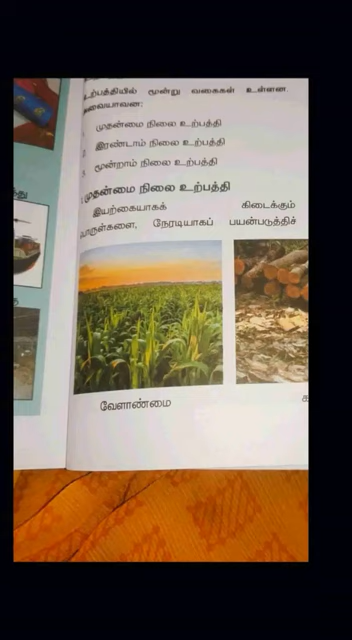 உற்பத்தியில் மூன்று வகைகள் உள்ளன.
அவையாவன:
முதன்மை நிலை உற்பத்தி
2. இரண்டாம் நிலை உற்பத்தி
3. மூன்றாம் நிலை உற்பத்தி
1. முதன்மை நிலை உற்பத்தி
இயற்கையாகக் கிடைக்கும்
பொருள்களை, நேரடியாகப் பயன்படுத்திச்
வேளாண்மை